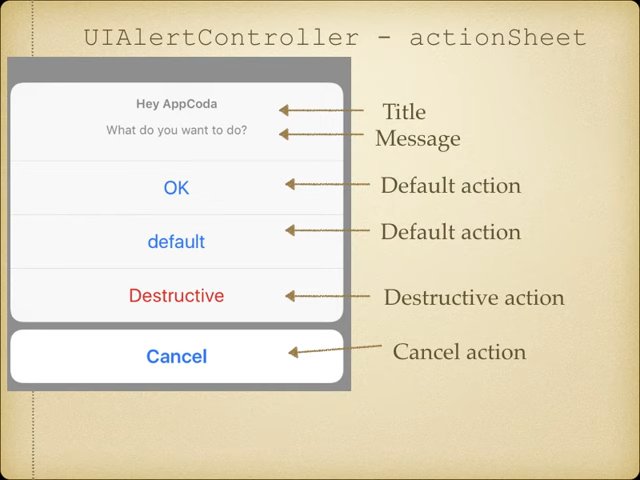 UIAlertController - actionSheet
Hey AppCoda
Title
What do you want to do?
Message
OK
Default action
default
Default action
Destructive
Destructive action
Cancel
Cancel action